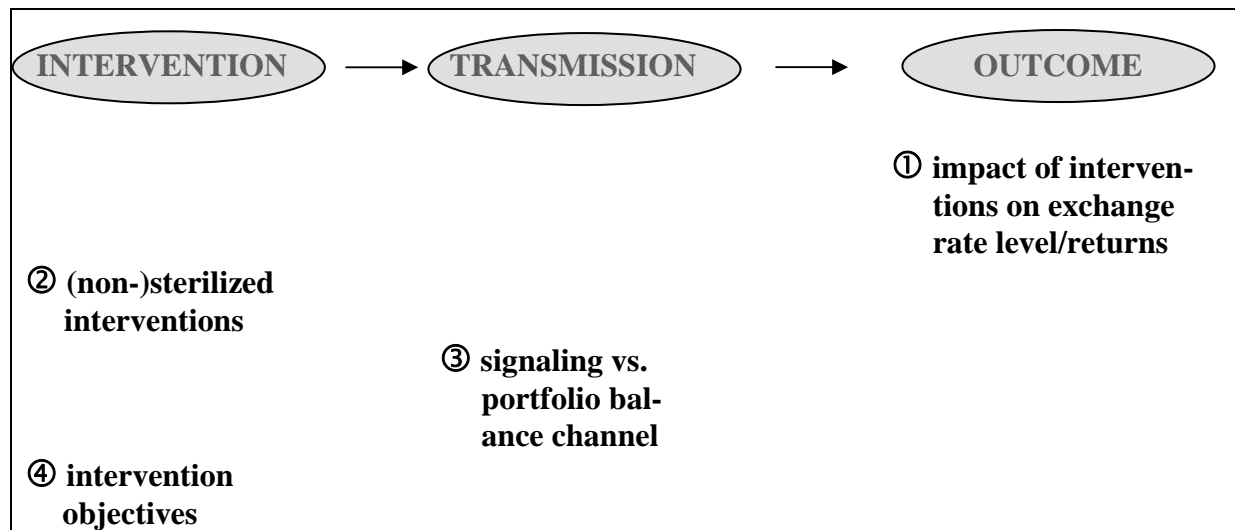 INTERVENTION TRANSMISSION OUTCOME
① impact of interven-
tions on exchange
rate level/returns
② (non-)sterilized
interventions
③ signaling vs.
portfolio bal-
ance channel
④ intervention
objectives